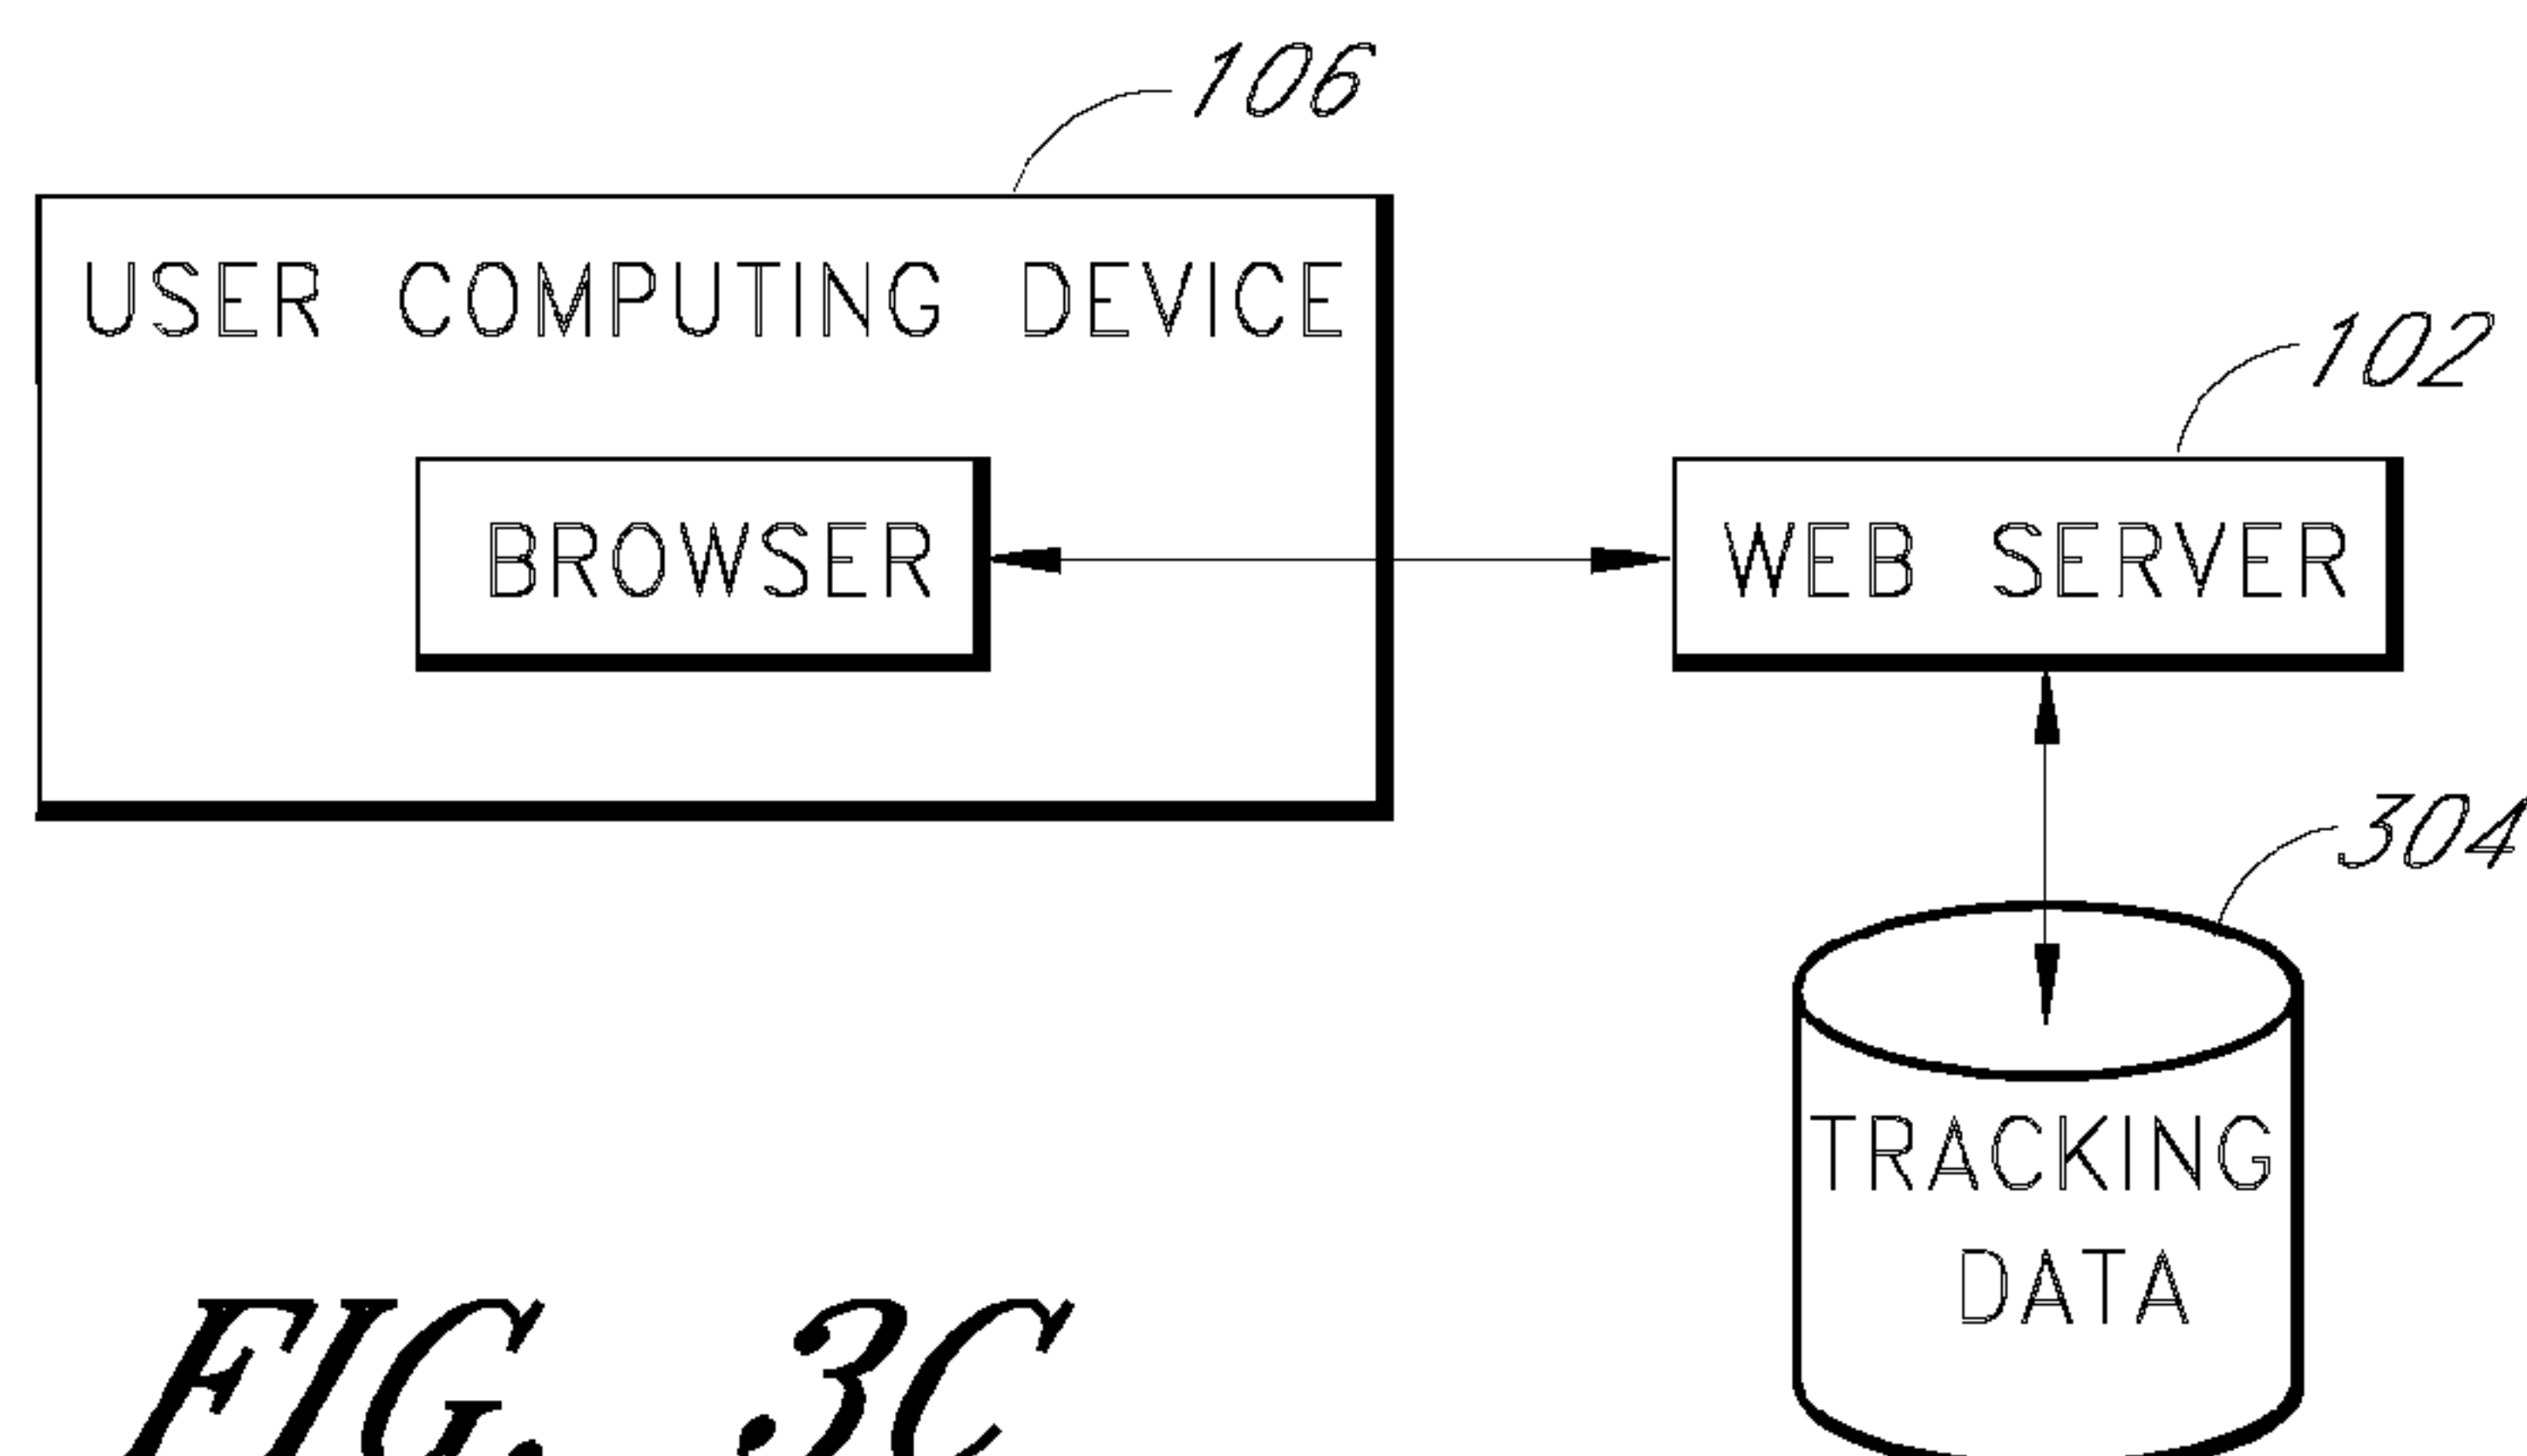 106
USER COMPUTING DEVICE
102
BROWSER
WEB SERVER
304
TRACKING
DATA
FIG. 3C